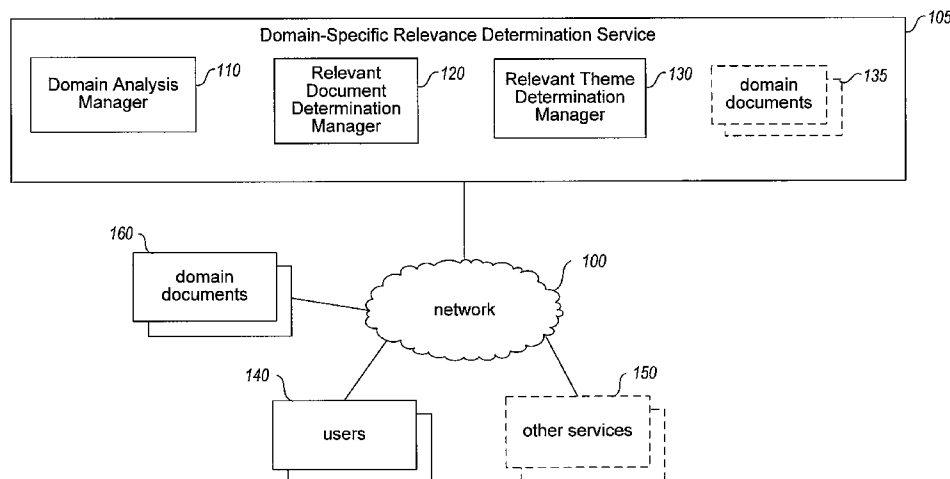 105
Domain-Specific Relevance Determination Service
110
Domain Analysis
Manager
120
Relevant
Document
Determination
Manager
130
Relevant Theme
Determination
Manager
135
domain
documents
160
domain
documents
100
network
140
users
150
other services